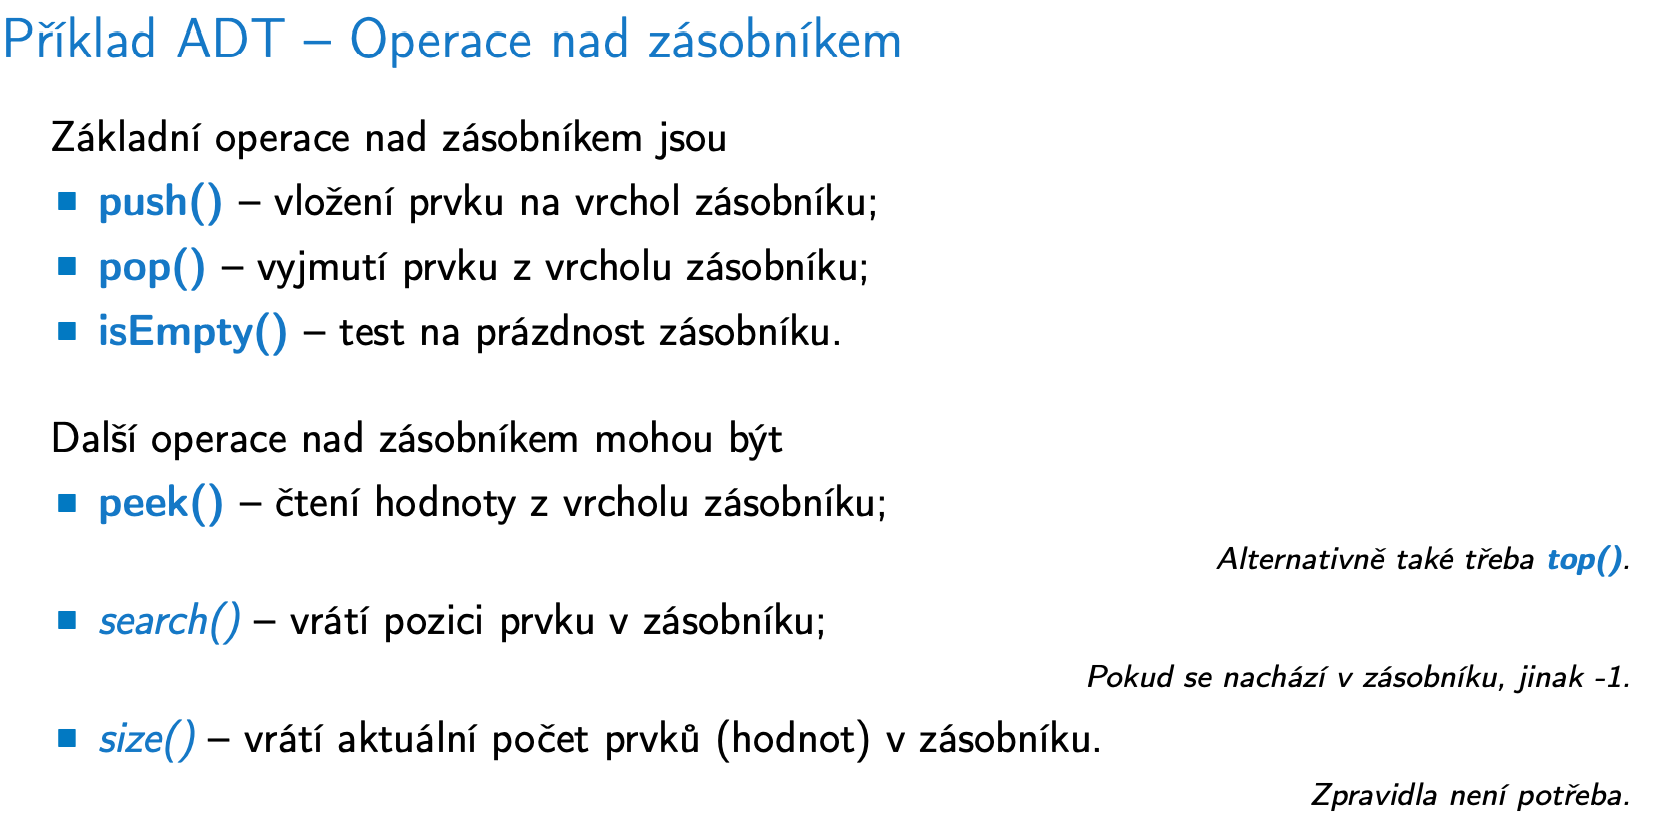 Příklad ADT – Operace nad zásobníkem
Základní operace nad zásobníkem jsou
push() – vložení prvku na vrchol zásobníku;
pop() – vyjmutí prvku z vrcholu zásobníku;
isEmpty() – test na prázdnost zásobníku.
Další operace nad zásobníkem mohou být
peek() – čtení hodnoty z vrcholu zásobníku;
Alternativně také třeba top().
search() – vrátí pozici prvku v zásobníku;
Pokud se nachází v zásobníku, jinak -1.
size() – vrátí aktuální počet prvků (hodnot) v zásobníku.
Zpravidla není potřeba.